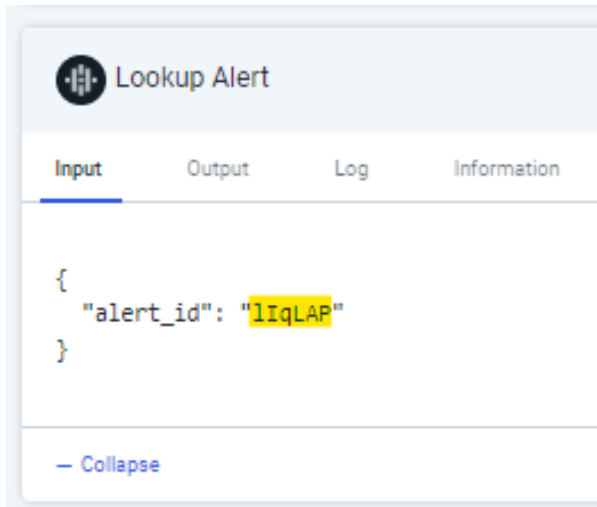 Lookup Alert
Input Output Log Information
{
"alert_id": "lIqLAP"
}
— Collapse